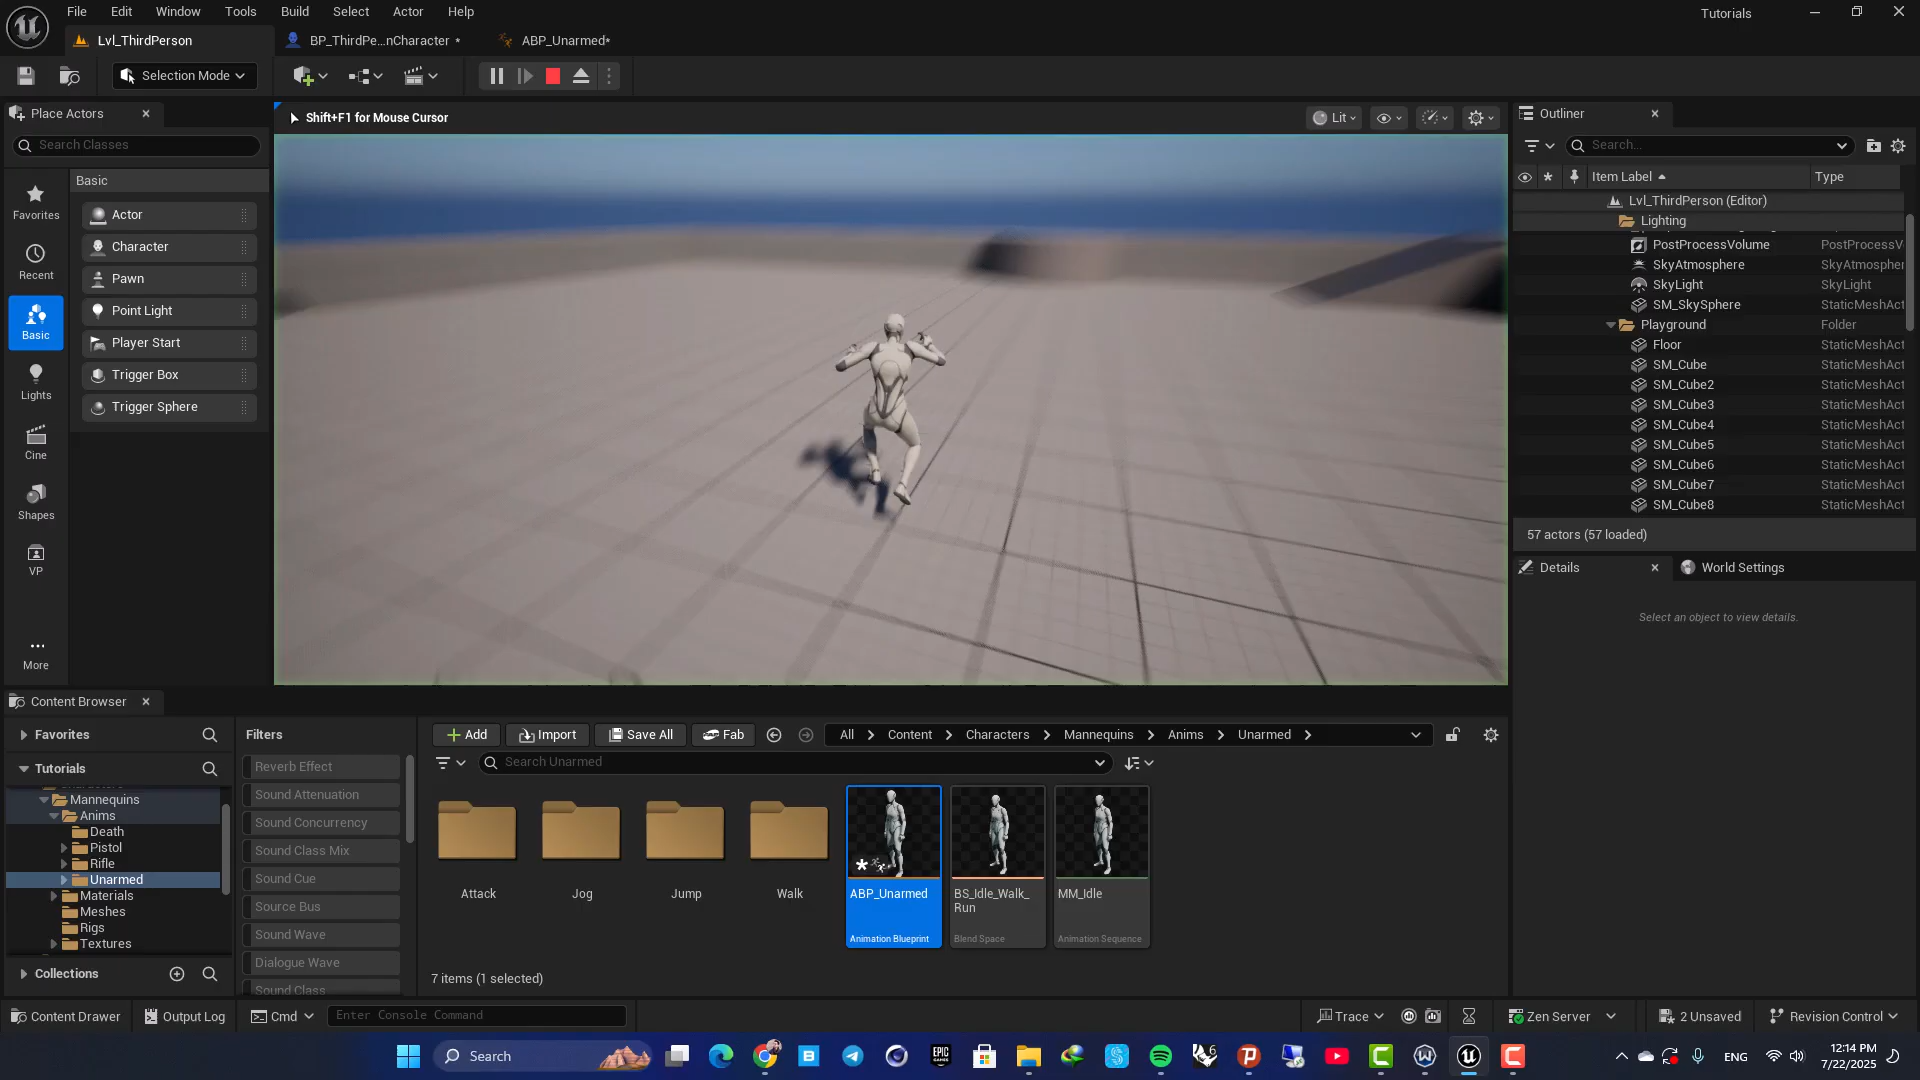 File Edit Window Tools Build Select Actor Help
Tutorials
Lvl_ThirdPerson
BP_ThirdPe...nCharacter *
ABP_Unarmed*
Selection Mode
Place Actors
Search Classes
Favorites
Recent
Basic
Lights
Cine
Shapes
VP
More
Basic
Actor
Character
Pawn
Point Light
Player Start
Trigger Box
Trigger Sphere
Shift+F1 for Mouse Cursor
Lit
Outliner
Search...
Item Label
Type
Lvl_ThirdPerson (Editor)
Lighting
PostProcessVolume PostProcessV
SkyAtmosphere SkyAtmospher
SkyLight SkyLight
SM_SkySphere StaticMeshAct
Playground Folder
Floor StaticMeshAct
SM_Cube StaticMeshAct
SM_Cube2 StaticMeshAct
SM_Cube3 StaticMeshAct
SM_Cube4 StaticMeshAct
SM_Cube5 StaticMeshAct
SM_Cube6 StaticMeshAct
SM_Cube7 StaticMeshAct
SM_Cube8 StaticMeshAct
57 actors (57 loaded)
Details
World Settings
Select an object to view details.
Content Browser
Favorites
Tutorials
Mannequins
Anims
Death
Pistol
Rifle
Unarmed
Materials
Meshes
Rigs
Textures
Collections
Filters
Reverb Effect
Sound Attenuation
Sound Concurrency
Sound Class Mix
Sound Cue
Source Bus
Sound Wave
Dialogue Wave
Sound Class
Add
Import
Save All
Fab
All Content Characters Mannequins Anims Unarmed
Search Unarmed
Attack
Jog
Jump
Walk
ABP_Unarmed
Animation Blueprint
BS_Idle_Walk_
Run
Blend Space
MM_Idle
Animation Sequence
7 items (1 selected)
Content Drawer
Output Log
Cmd
Enter Console Command
Trace
Zen Server
2 Unsaved
Revision Control
Search
EPIC
GAMES
ENG
12:14 PM
7/22/2025